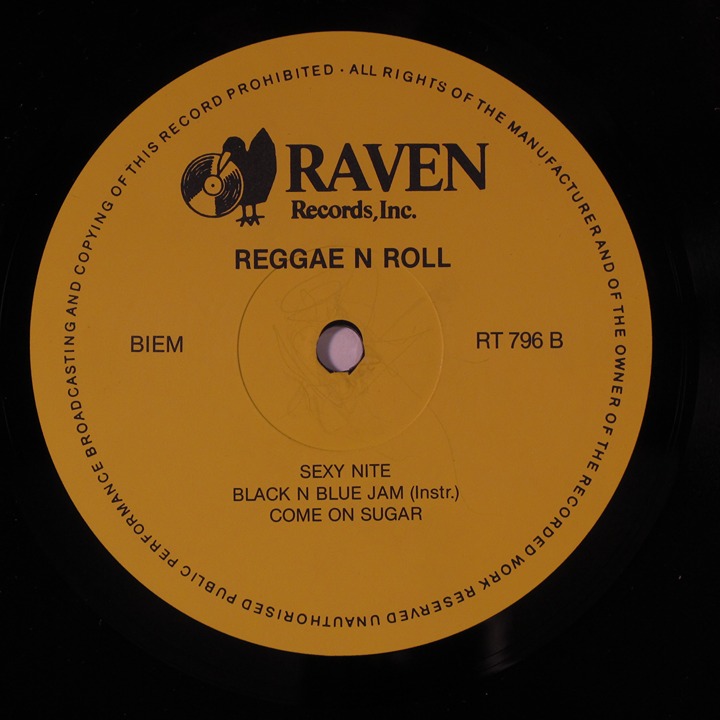 UNAUTHORISED PUBLIC PERFORMANCE BROADCASTING AND COPYING OF THIS RECORD PROHIBITED · ALL RIGHTS OF THE MANUFACTURER AND OF THE OWNER OF THE RECORDED WORK RESERVED
RAVEN
Records, Inc.
REGGAE N ROLL
BIEM
RT 796 B
SEXY NITE
BLACK N BLUE JAM (Instr.)
COME ON SUGAR